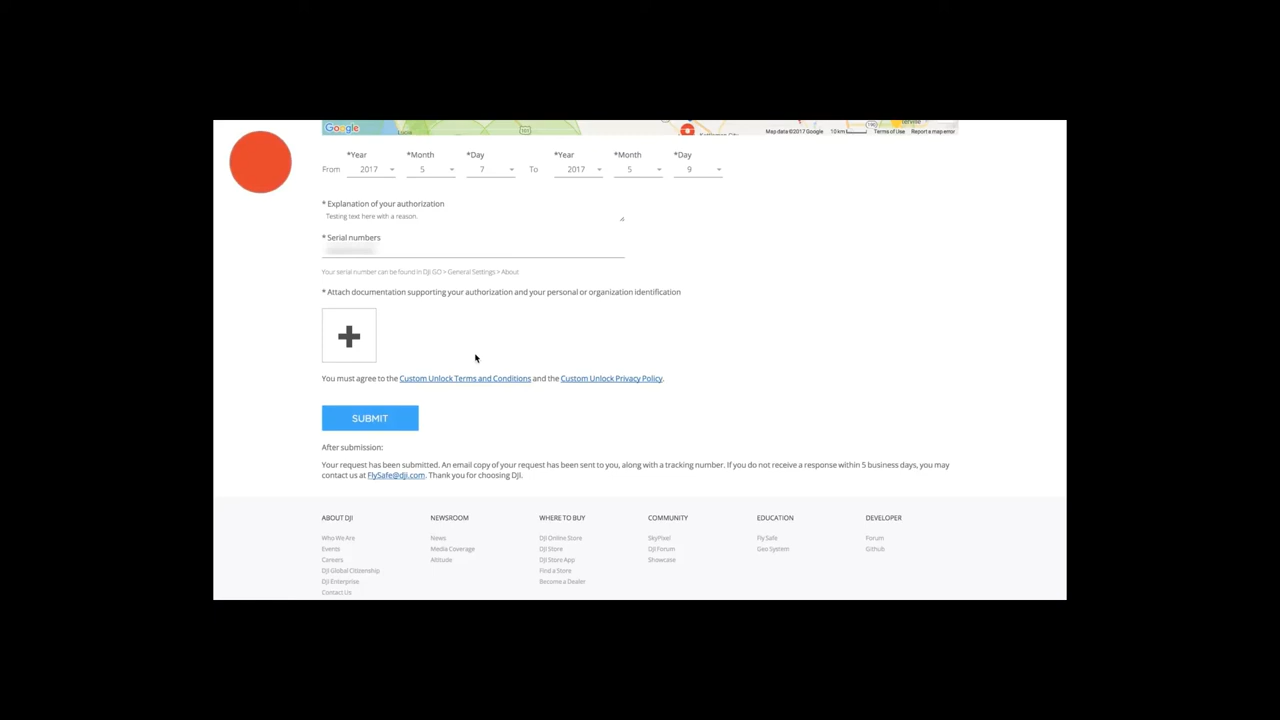 Google
Map data ©2017 Google 10 km Terms of Use Report a map error
*Year *Month *Day *Year *Month *Day
From 2017 5 7 To 2017 5 9
* Explanation of your authorization
Testing text here with a reason.
* Serial numbers
Your serial number can be found in DJI GO > General Settings > About
* Attach documentation supporting your authorization and your personal or organization identification
You must agree to the Custom Unlock Terms and Conditions and the Custom Unlock Privacy Policy.
SUBMIT
After submission:
Your request has been submitted. An email copy of your request has been sent to you, along with a tracking number. If you do not receive a response within 5 business days, you may
contact us at FlySafe@dji.com. Thank you for choosing DJI.
ABOUT DJI NEWSROOM WHERE TO BUY COMMUNITY EDUCATION DEVELOPER
Who We Are News DJI Online Store SkyPixel Fly Safe Forum
Events Media Coverage DJI Store DJI Forum Geo System Github
Careers Altitude DJI Store App Showcase
DJI Global Citizenship Find a Store
DJI Enterprise Become a Dealer
Contact Us